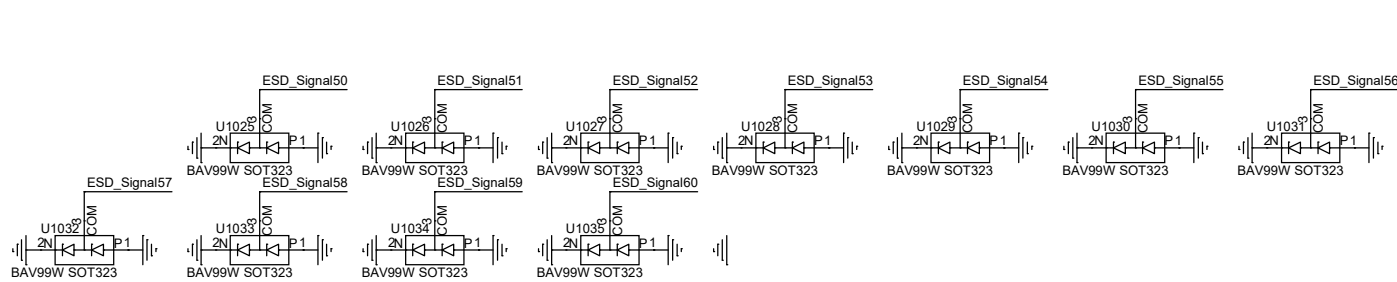 ESD_Signal50 ESD_Signal51 ESD_Signal52 ESD_Signal53 ESD_Signal54 ESD_Signal55 ESD_Signal56
3 COM 3 COM 3 COM 3 COM 3 COM 3 COM 3 COM
U1025 U1026 U1027 U1028 U1029 U1030 U1031
2N P1 2N P1 2N P1 2N P1 2N P1 2N P1 2N P1
BAV99W SOT323 BAV99W SOT323 BAV99W SOT323 BAV99W SOT323 BAV99W SOT323 BAV99W SOT323 BAV99W SOT323
ESD_Signal57 ESD_Signal58 ESD_Signal59 ESD_Signal60
3 COM 3 COM 3 COM 3 COM
U1032 U1033 U1034 U1035
2N P1 2N P1 2N P1 2N P1
BAV99W SOT323 BAV99W SOT323 BAV99W SOT323 BAV99W SOT323